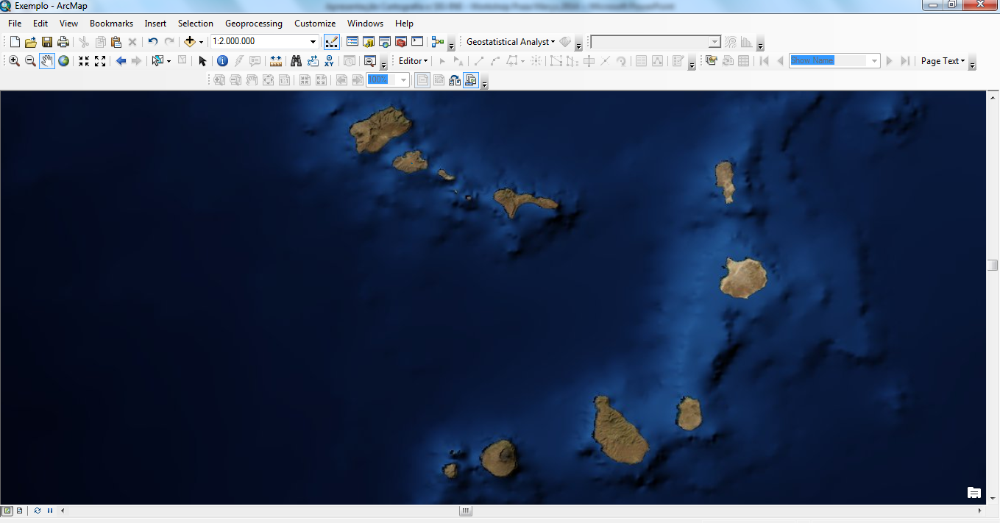 Exemplo - ArcMap
File Edit View Bookmarks Insert Selection Geoprocessing Customize Windows Help
1:2.000.000 Geostatistical Analyst
Editor Show Name Page Text
100%